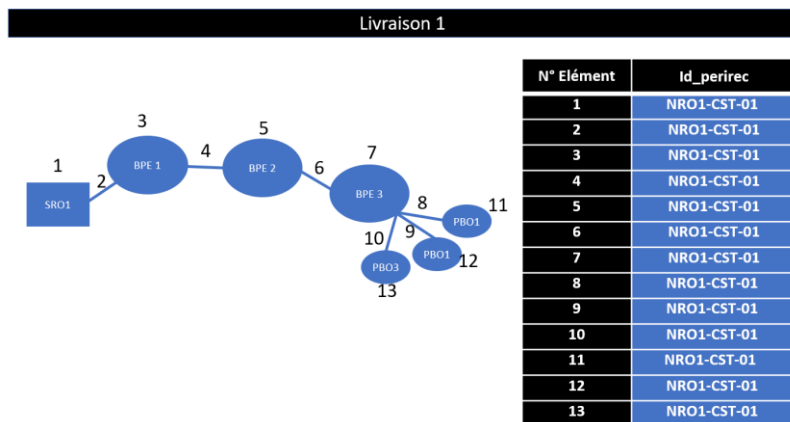 Livraison 1
3
5
1
4
7
BPE 1
BPE 2
6
2
BPE 3
8
11
SRO1
PBO1
10
9
PBO1
12
PBO3
13
N° Elément Id_perirec
1 NRO1-CST-01
2 NRO1-CST-01
3 NRO1-CST-01
4 NRO1-CST-01
5 NRO1-CST-01
6 NRO1-CST-01
7 NRO1-CST-01
8 NRO1-CST-01
9 NRO1-CST-01
10 NRO1-CST-01
11 NRO1-CST-01
12 NRO1-CST-01
13 NRO1-CST-01